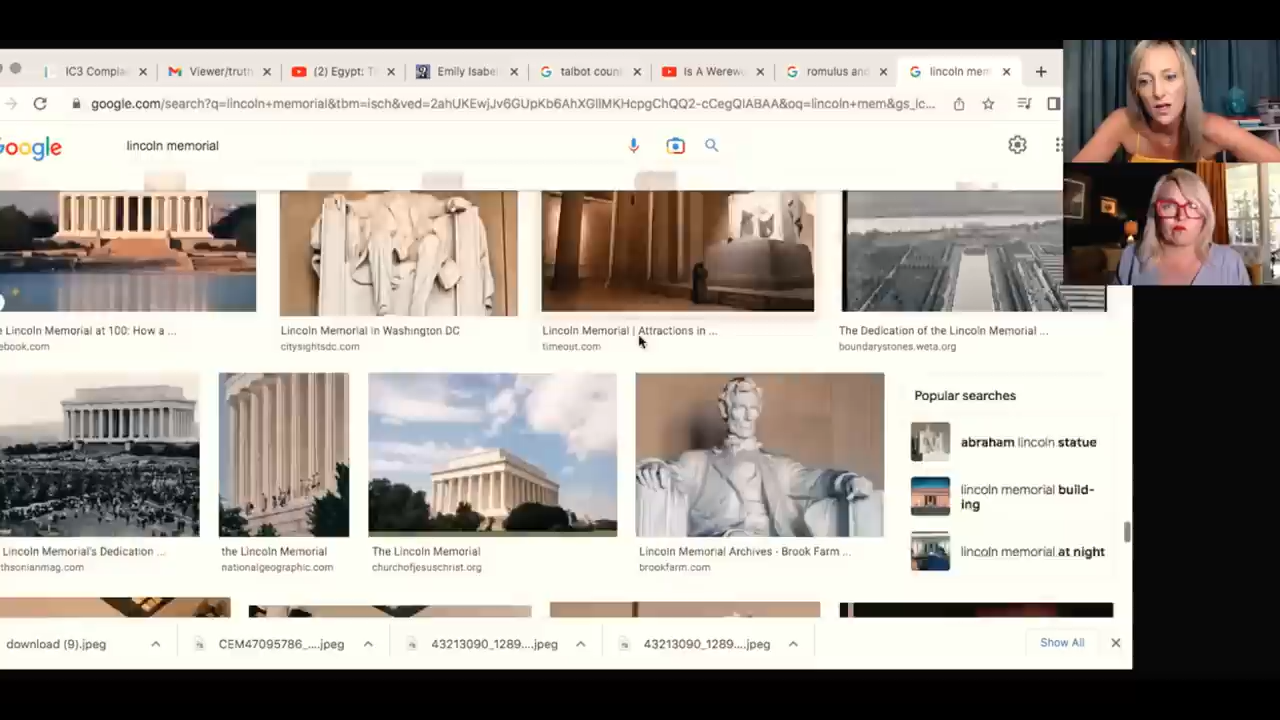 IC3 Compla
Viewer/truth
(2) Egypt: T
Emily Isabel
talbot coun
Is A Werew
romulus and
lincoln mem
google.com/search?q=lincoln+memorial&tbm=isch&ved=2ahUKEwjJv6GUpKb6AhXGIlMKHcpgChQQ2-cCegQIABAA&oq=lincoln+mem&gs_lc...
Google
lincoln memorial
e Lincoln Memorial at 100: How a ...
ebook.com
Lincoln Memorial in Washington DC
citysightsdc.com
Lincoln Memorial | Attractions in ...
timeout.com
The Dedication of the Lincoln Memorial ...
boundarystones.weta.org
Lincoln Memorial's Dedication ...
thsonianmag.com
the Lincoln Memorial
nationalgeographic.com
The Lincoln Memorial
churchofjesuschrist.org
Lincoln Memorial Archives - Brook Farm ...
brookfarm.com
Popular searches
abraham lincoln statue
lincoln memorial build-
ing
lincoln memorial at night
download (9).jpeg
CEM47095786_....jpeg
43213090_1289....jpeg
43213090_1289....jpeg
Show All